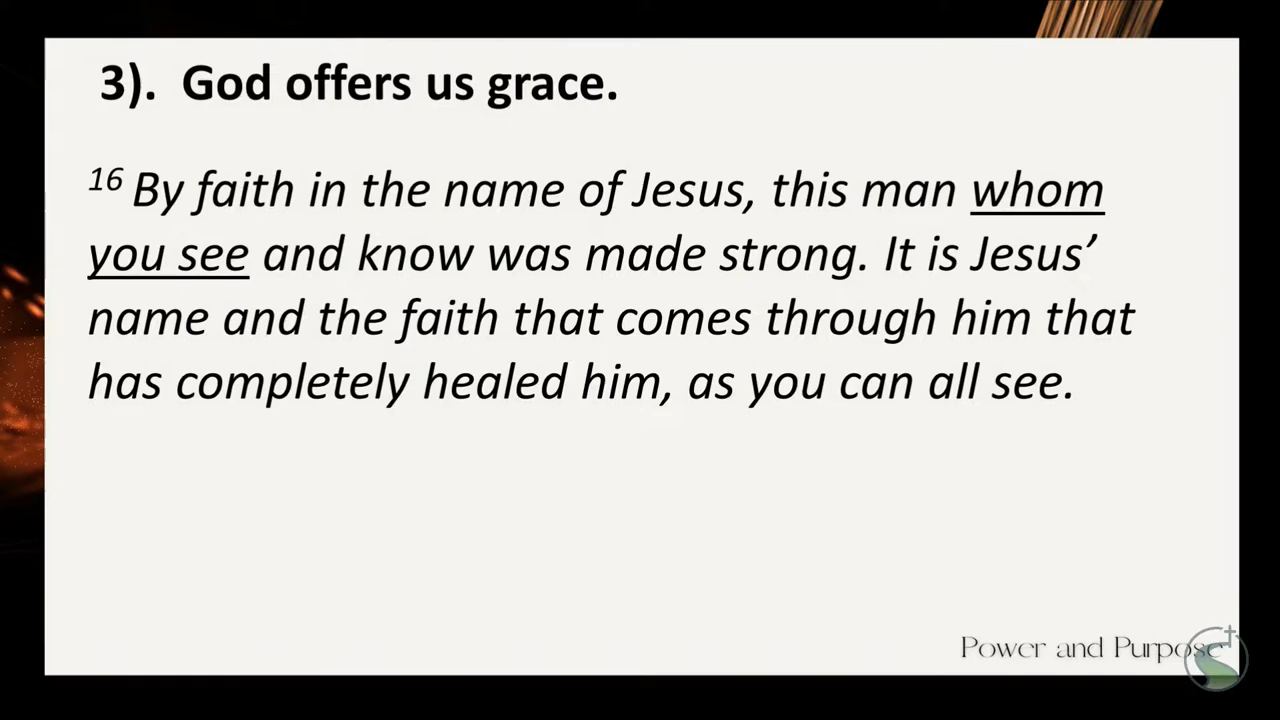 3). God offers us grace.
16 By faith in the name of Jesus, this man whom
you see and know was made strong. It is Jesus’
name and the faith that comes through him that
has completely healed him, as you can all see.
Power and Purpose